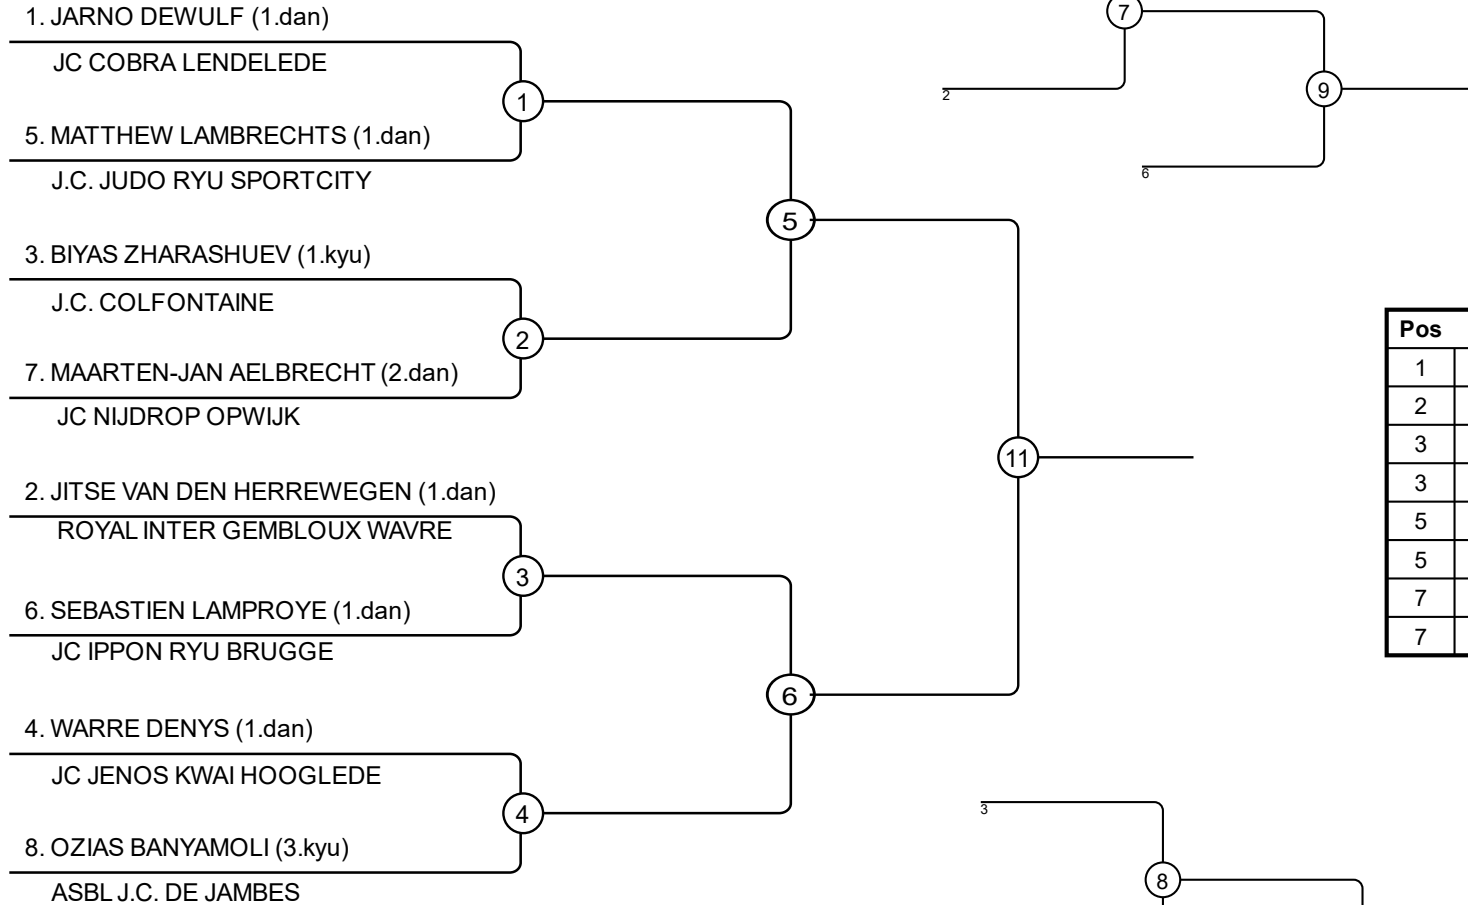 1. JARNO DEWULF (1.dan)
JC COBRA LENDELEDE
1
5. MATTHEW LAMBRECHTS (1.dan)
J.C. JUDO RYU SPORTCITY
5
3. BIYAS ZHARASHUEV (1.kyu)
J.C. COLFONTAINE
2
7. MAARTEN-JAN AELBRECHT (2.dan)
JC NIJDROP OPWIJK
11
2. JITSE VAN DEN HERREWEGEN (1.dan)
ROYAL INTER GEMBLOUX WAVRE
3
6. SEBASTIEN LAMPROYE (1.dan)
JC IPPON RYU BRUGGE
6
4. WARRE DENYS (1.dan)
JC JENOS KWAI HOOGLEDE
4
8. OZIAS BANYAMOLI (3.kyu)
ASBL J.C. DE JAMBES
7
2
9
6
Pos
1
2
3
3
5
5
7
7
3
8